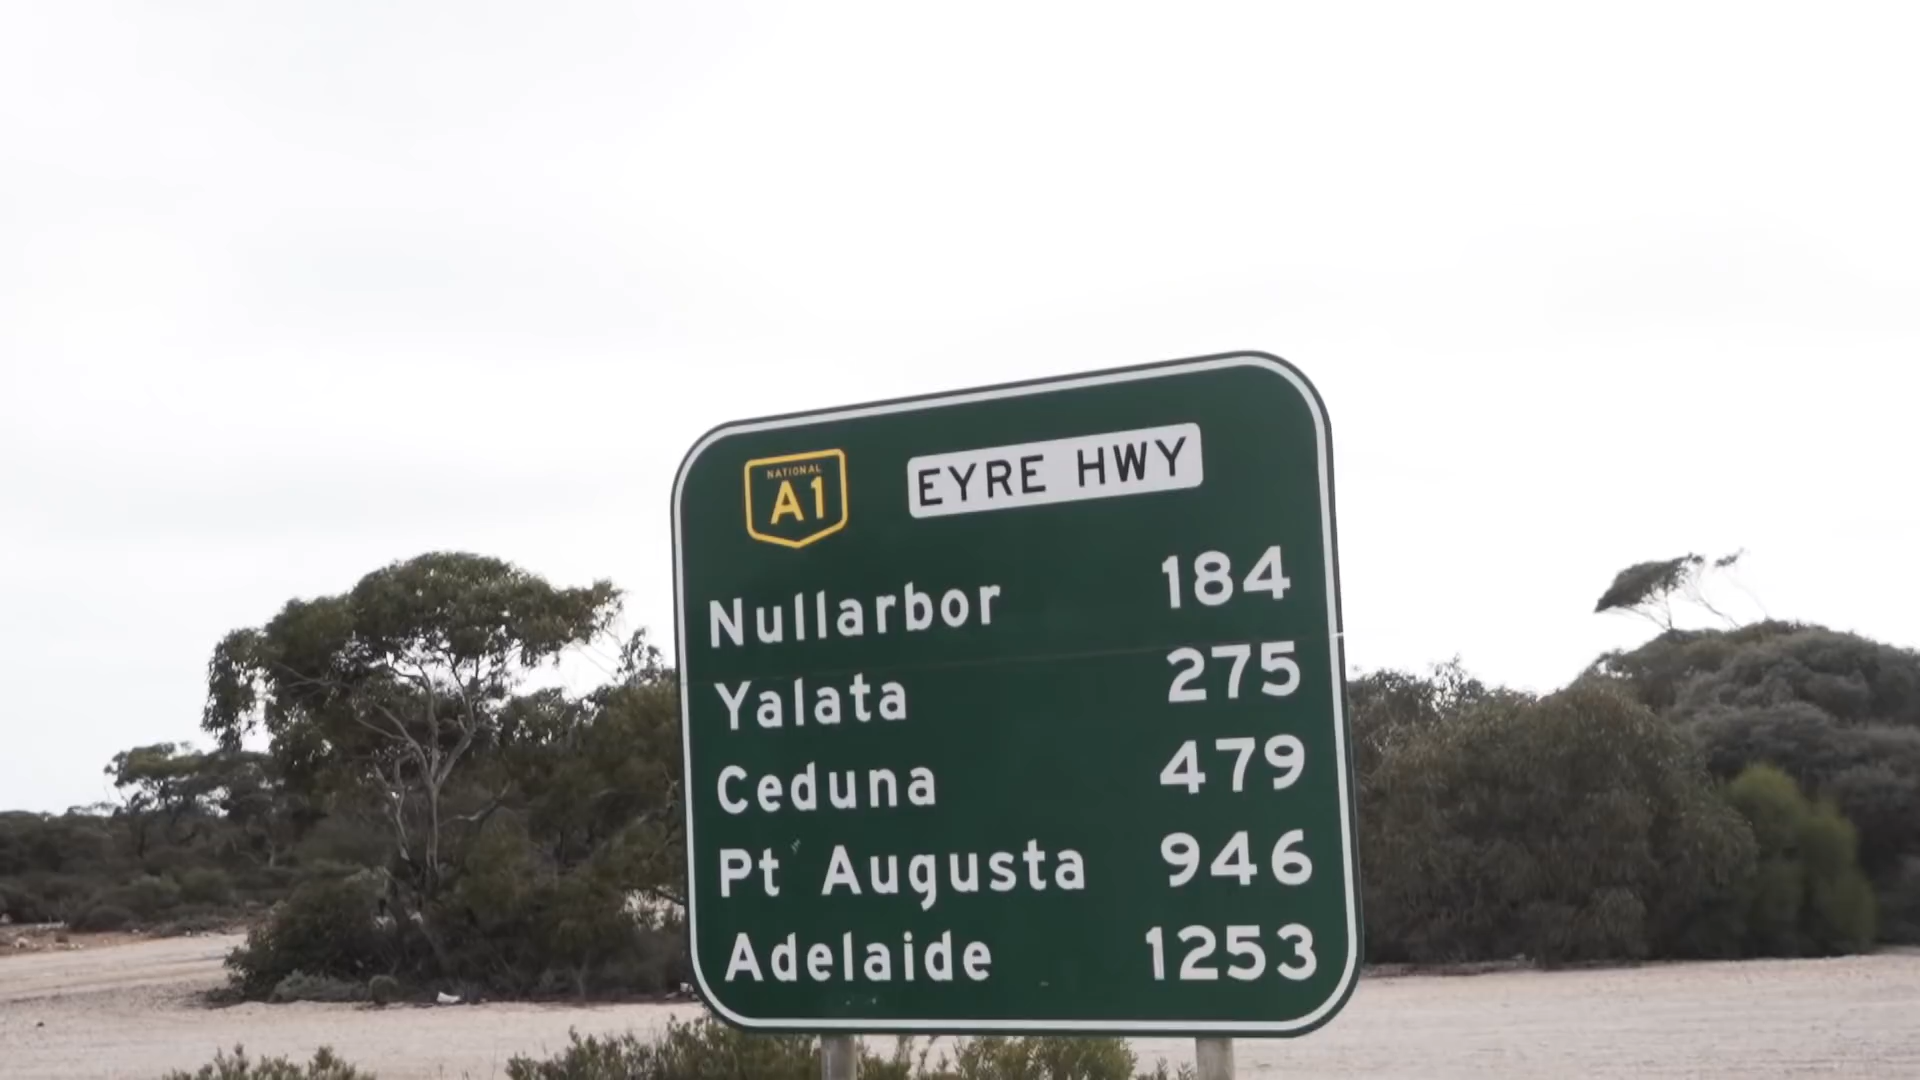 NATIONAL
A1
EYRE HWY
Nullarbor 184
Yalata 275
Ceduna 479
Pt Augusta 946
Adelaide 1253